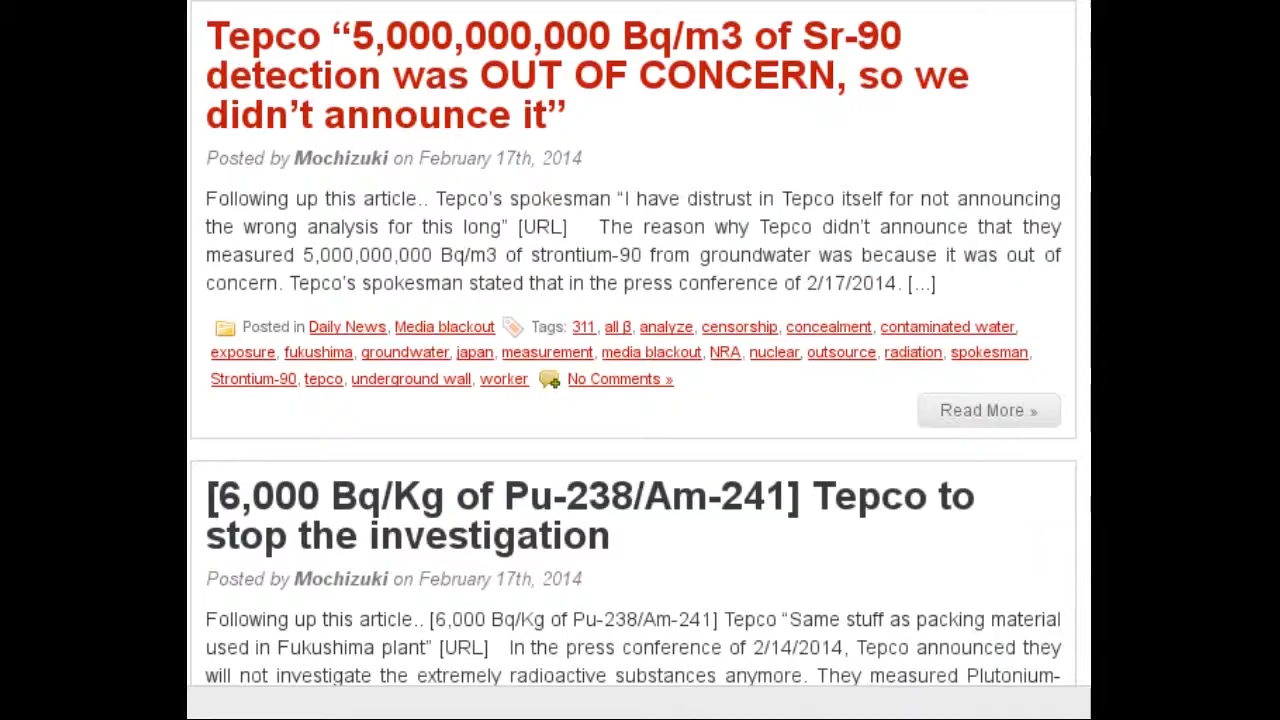 Tepco “5,000,000,000 Bq/m3 of Sr-90
detection was OUT OF CONCERN, so we
didn’t announce it”
Posted by Mochizuki on February 17th, 2014
Following up this article.. Tepco’s spokesman “I have distrust in Tepco itself for not announcing
the wrong analysis for this long” [URL] The reason why Tepco didn’t announce that they
measured 5,000,000,000 Bq/m3 of strontium-90 from groundwater was because it was out of
concern. Tepco’s spokesman stated that in the press conference of 2/17/2014. [...]
Posted in Daily News, Media blackout Tags: 311, all β, analyze, censorship, concealment, contaminated water,
exposure, fukushima, groundwater, japan, measurement, media blackout, NRA, nuclear, outsource, radiation, spokesman,
Strontium-90, tepco, underground wall, worker No Comments »
Read More »
[6,000 Bq/Kg of Pu-238/Am-241] Tepco to
stop the investigation
Posted by Mochizuki on February 17th, 2014
Following up this article.. [6,000 Bq/Kg of Pu-238/Am-241] Tepco “Same stuff as packing material
used in Fukushima plant” [URL] In the press conference of 2/14/2014, Tepco announced they
will not investigate the extremely radioactive substances anymore. They measured Plutonium-